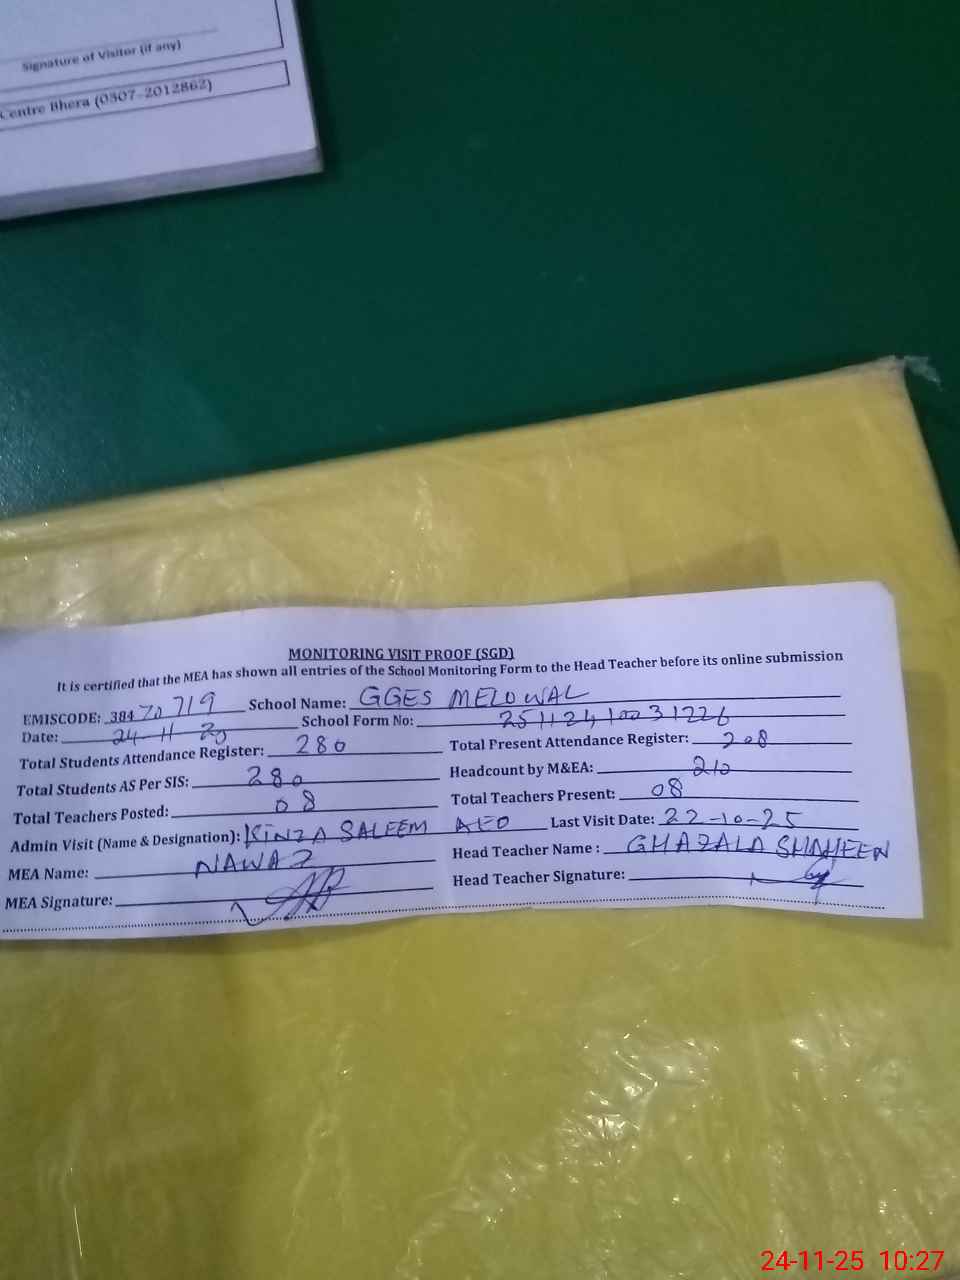 Signature of Visitor (if any)
Centre Bhera (0307-2012862)
MONITORING VISIT PROOF (SGD)
It is certified that the MEA has shown all entries of the School Monitoring Form to the Head Teacher before its online submission
EMISCODE: 38470719 School Name: GGES MELOWAL
Date: 24-11-25 School Form No: 25112410031226
Total Students Attendance Register: 280 Total Present Attendance Register: 208
Total Students AS Per SIS: 280 Headcount by M&EA: 210
Total Teachers Posted: 08 Total Teachers Present: 08
Admin Visit (Name & Designation): KINZA SALEEM AEO Last Visit Date: 22-10-25
MEA Name: NAWAZ Head Teacher Name : GHAZALA SHAHEEN
MEA Signature: Head Teacher Signature:
24-11-25 10:27